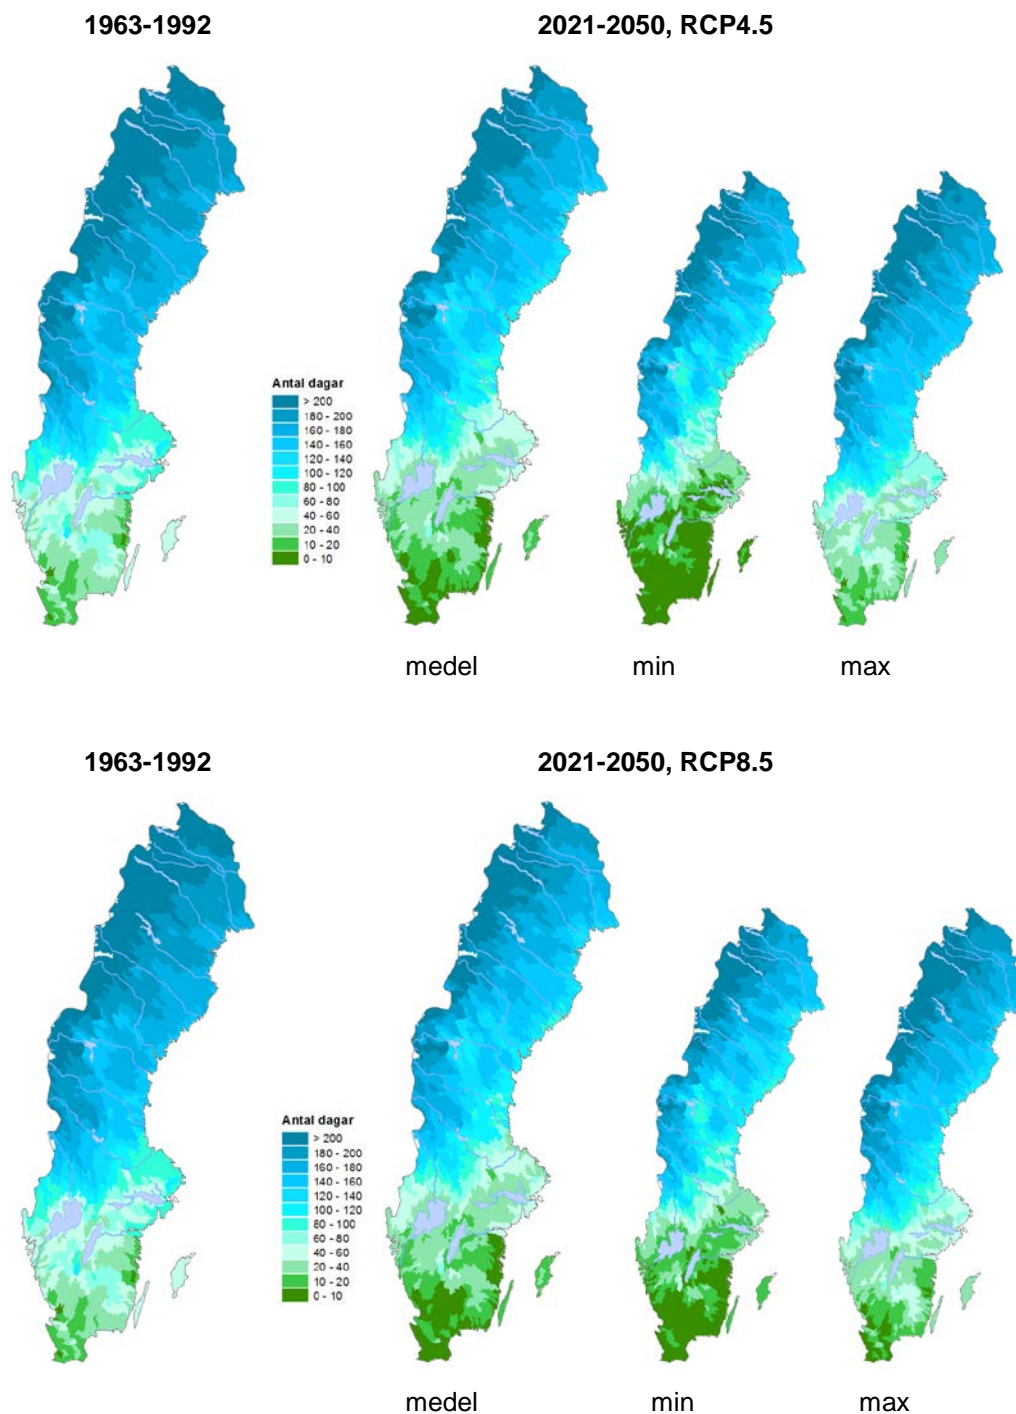 1963-1992
2021-2050, RCP4.5
Antal dagar
> 200
180 - 200
160 - 180
140 - 160
120 - 140
100 - 120
80 - 100
60 - 80
40 - 60
20 - 40
10 - 20
0 - 10
medel
min
max
1963-1992
2021-2050, RCP8.5
Antal dagar
> 200
180 - 200
160 - 180
140 - 160
120 - 140
100 - 120
80 - 100
60 - 80
40 - 60
20 - 40
10 - 20
0 - 10
medel
min
max